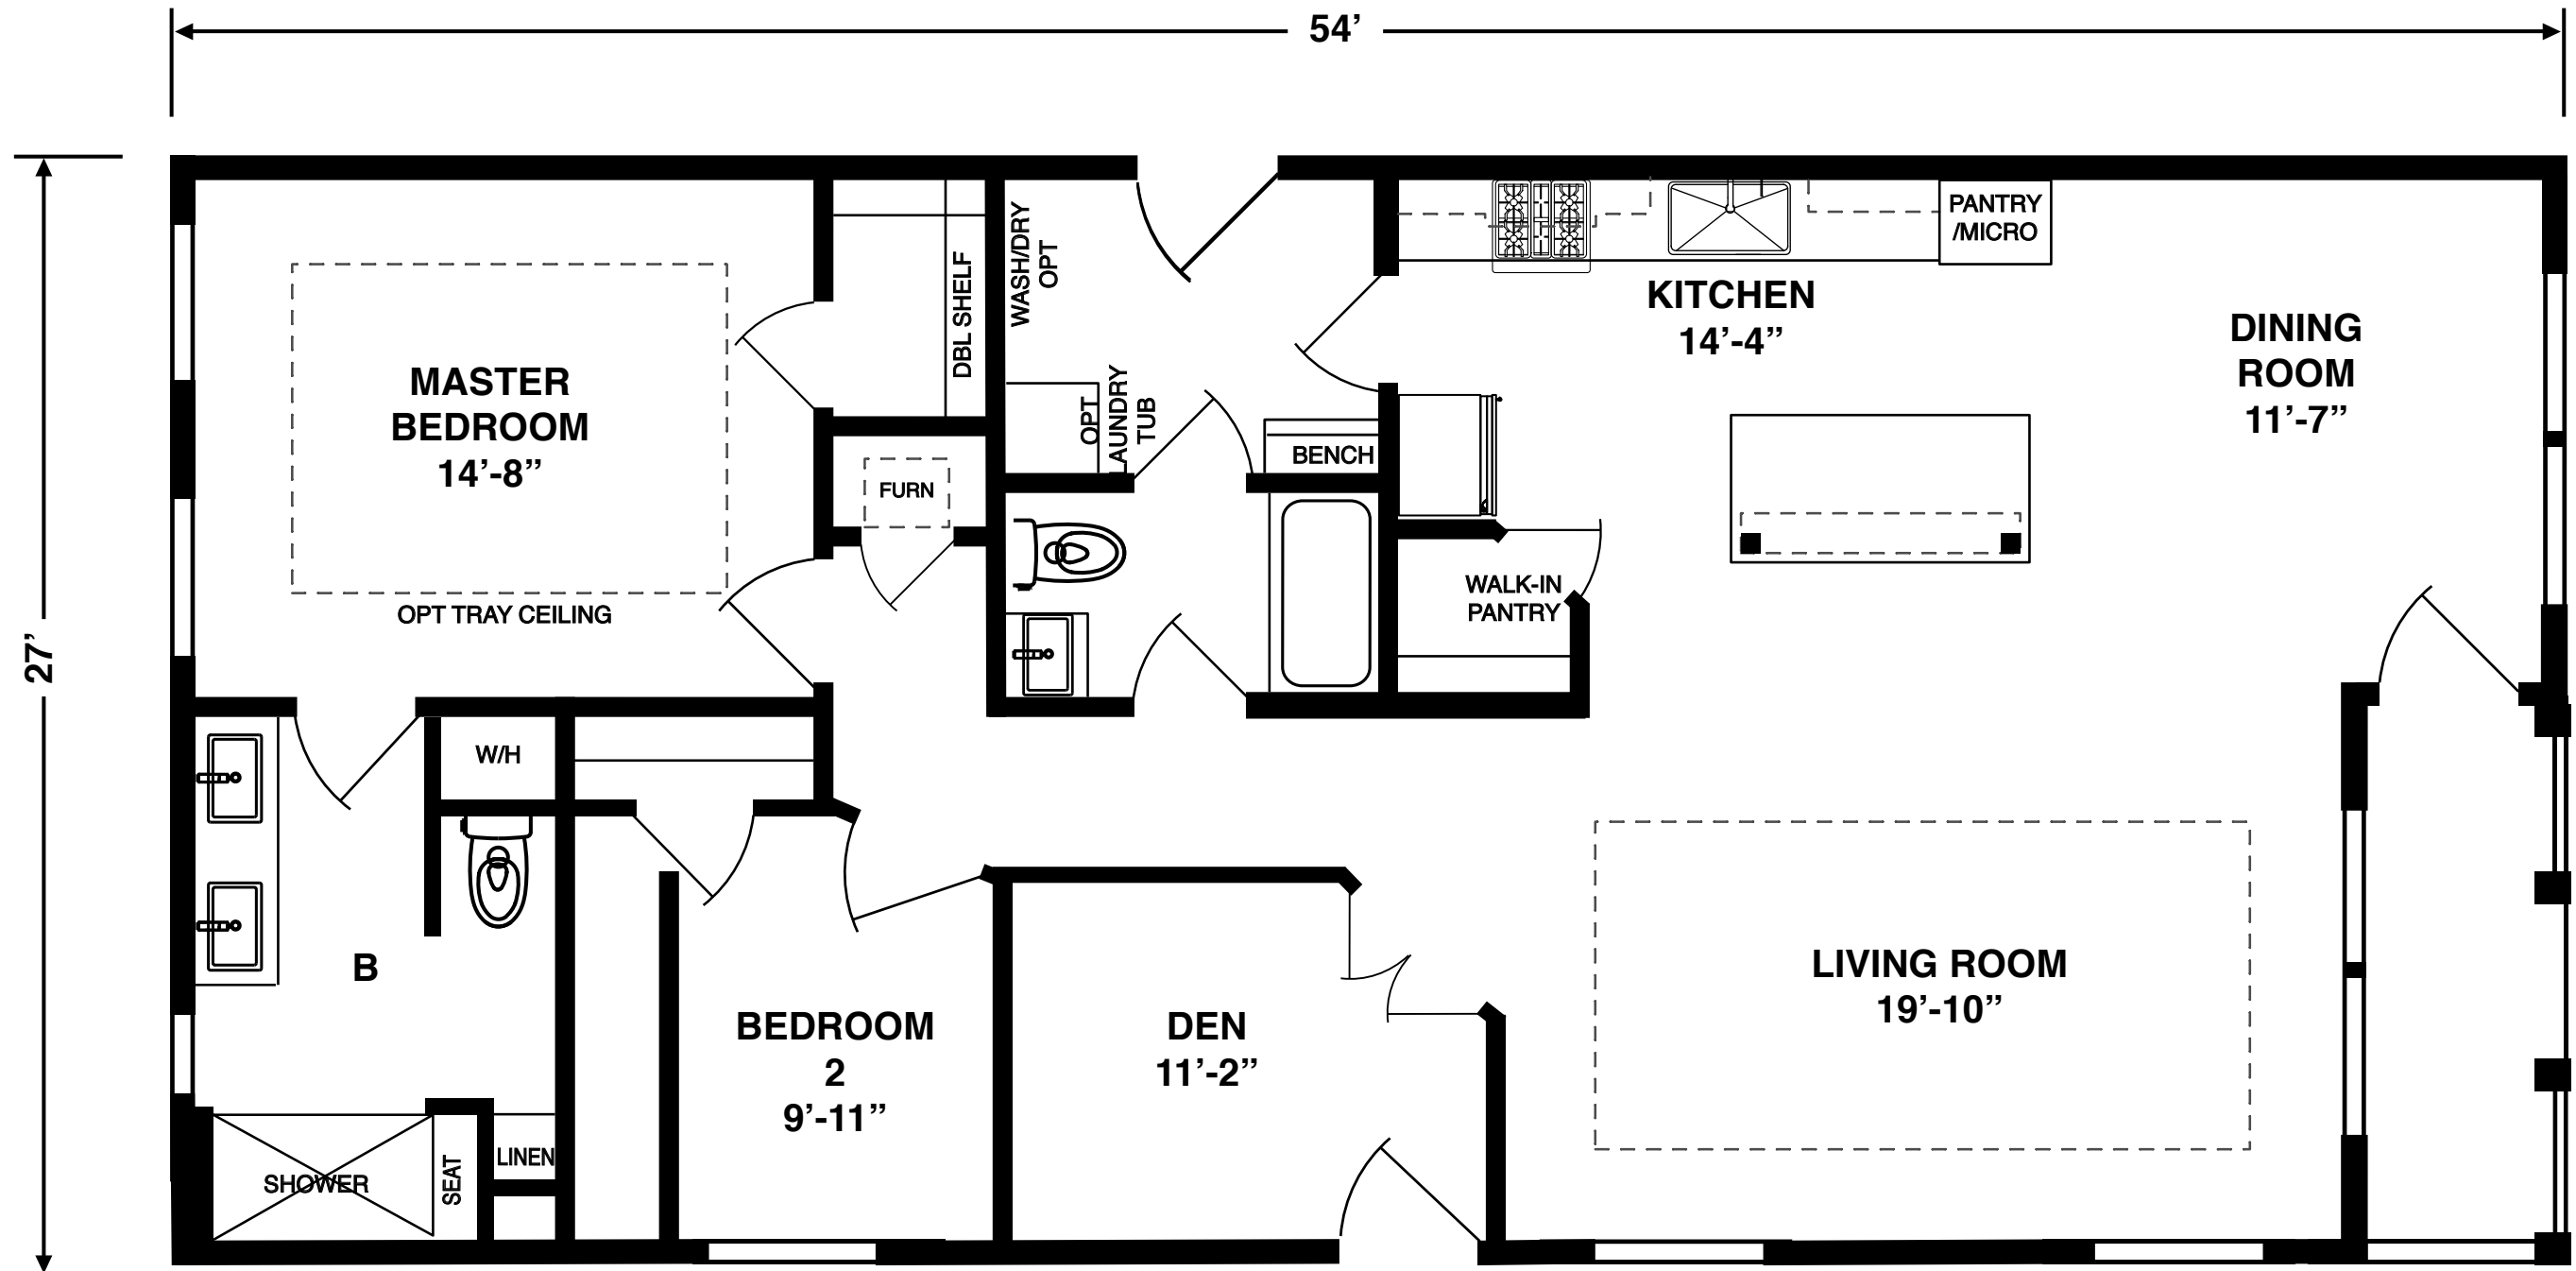 54’
27’
MASTER
BEDROOM
14’-8”
OPT TRAY CEILING
DBL SHELF
FURN
WASH/DRY
OPT
OPT
LAUNDRY
TUB
BENCH
KITCHEN
14’-4”
PANTRY
/MICRO
DINING
ROOM
11’-7”
WALK-IN
PANTRY
W/H
B
SHOWER
SEAT
LINEN
BEDROOM
2
9’-11”
DEN
11’-2”
LIVING ROOM
19’-10”